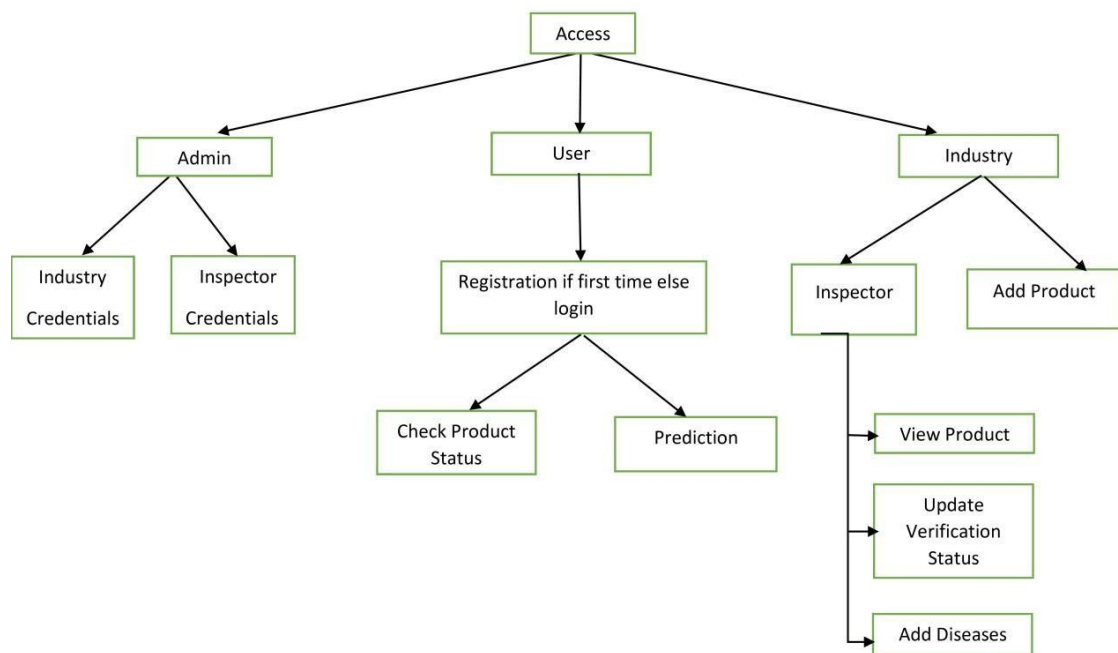 Access
Admin
User
Industry
Industry
Credentials
Inspector
Credentials
Registration if first time else
login
Inspector
Add Product
Check Product
Status
Prediction
View Product
Update
Verification
Status
Add Diseases